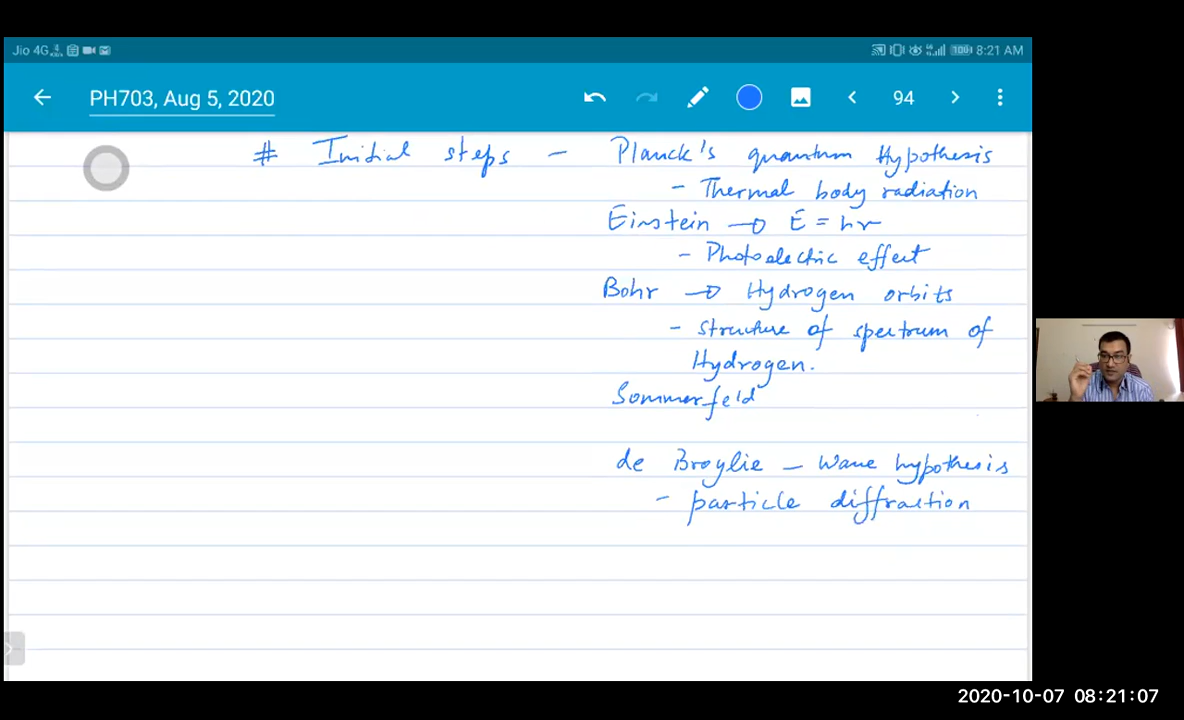 Jio 4G 8:21 AM
PH703, Aug 5, 2020 94
# Initial steps - Planck's quantum Hypothesis
- Thermal body radiation
Einstein → E = hν
- Photoelectric effect
Bohr → Hydrogen orbits
- Structure of spectrum of
Hydrogen.
Sommerfeld
de Broglie - Wave hypothesis
- particle diffraction
2020-10-07 08:21:07